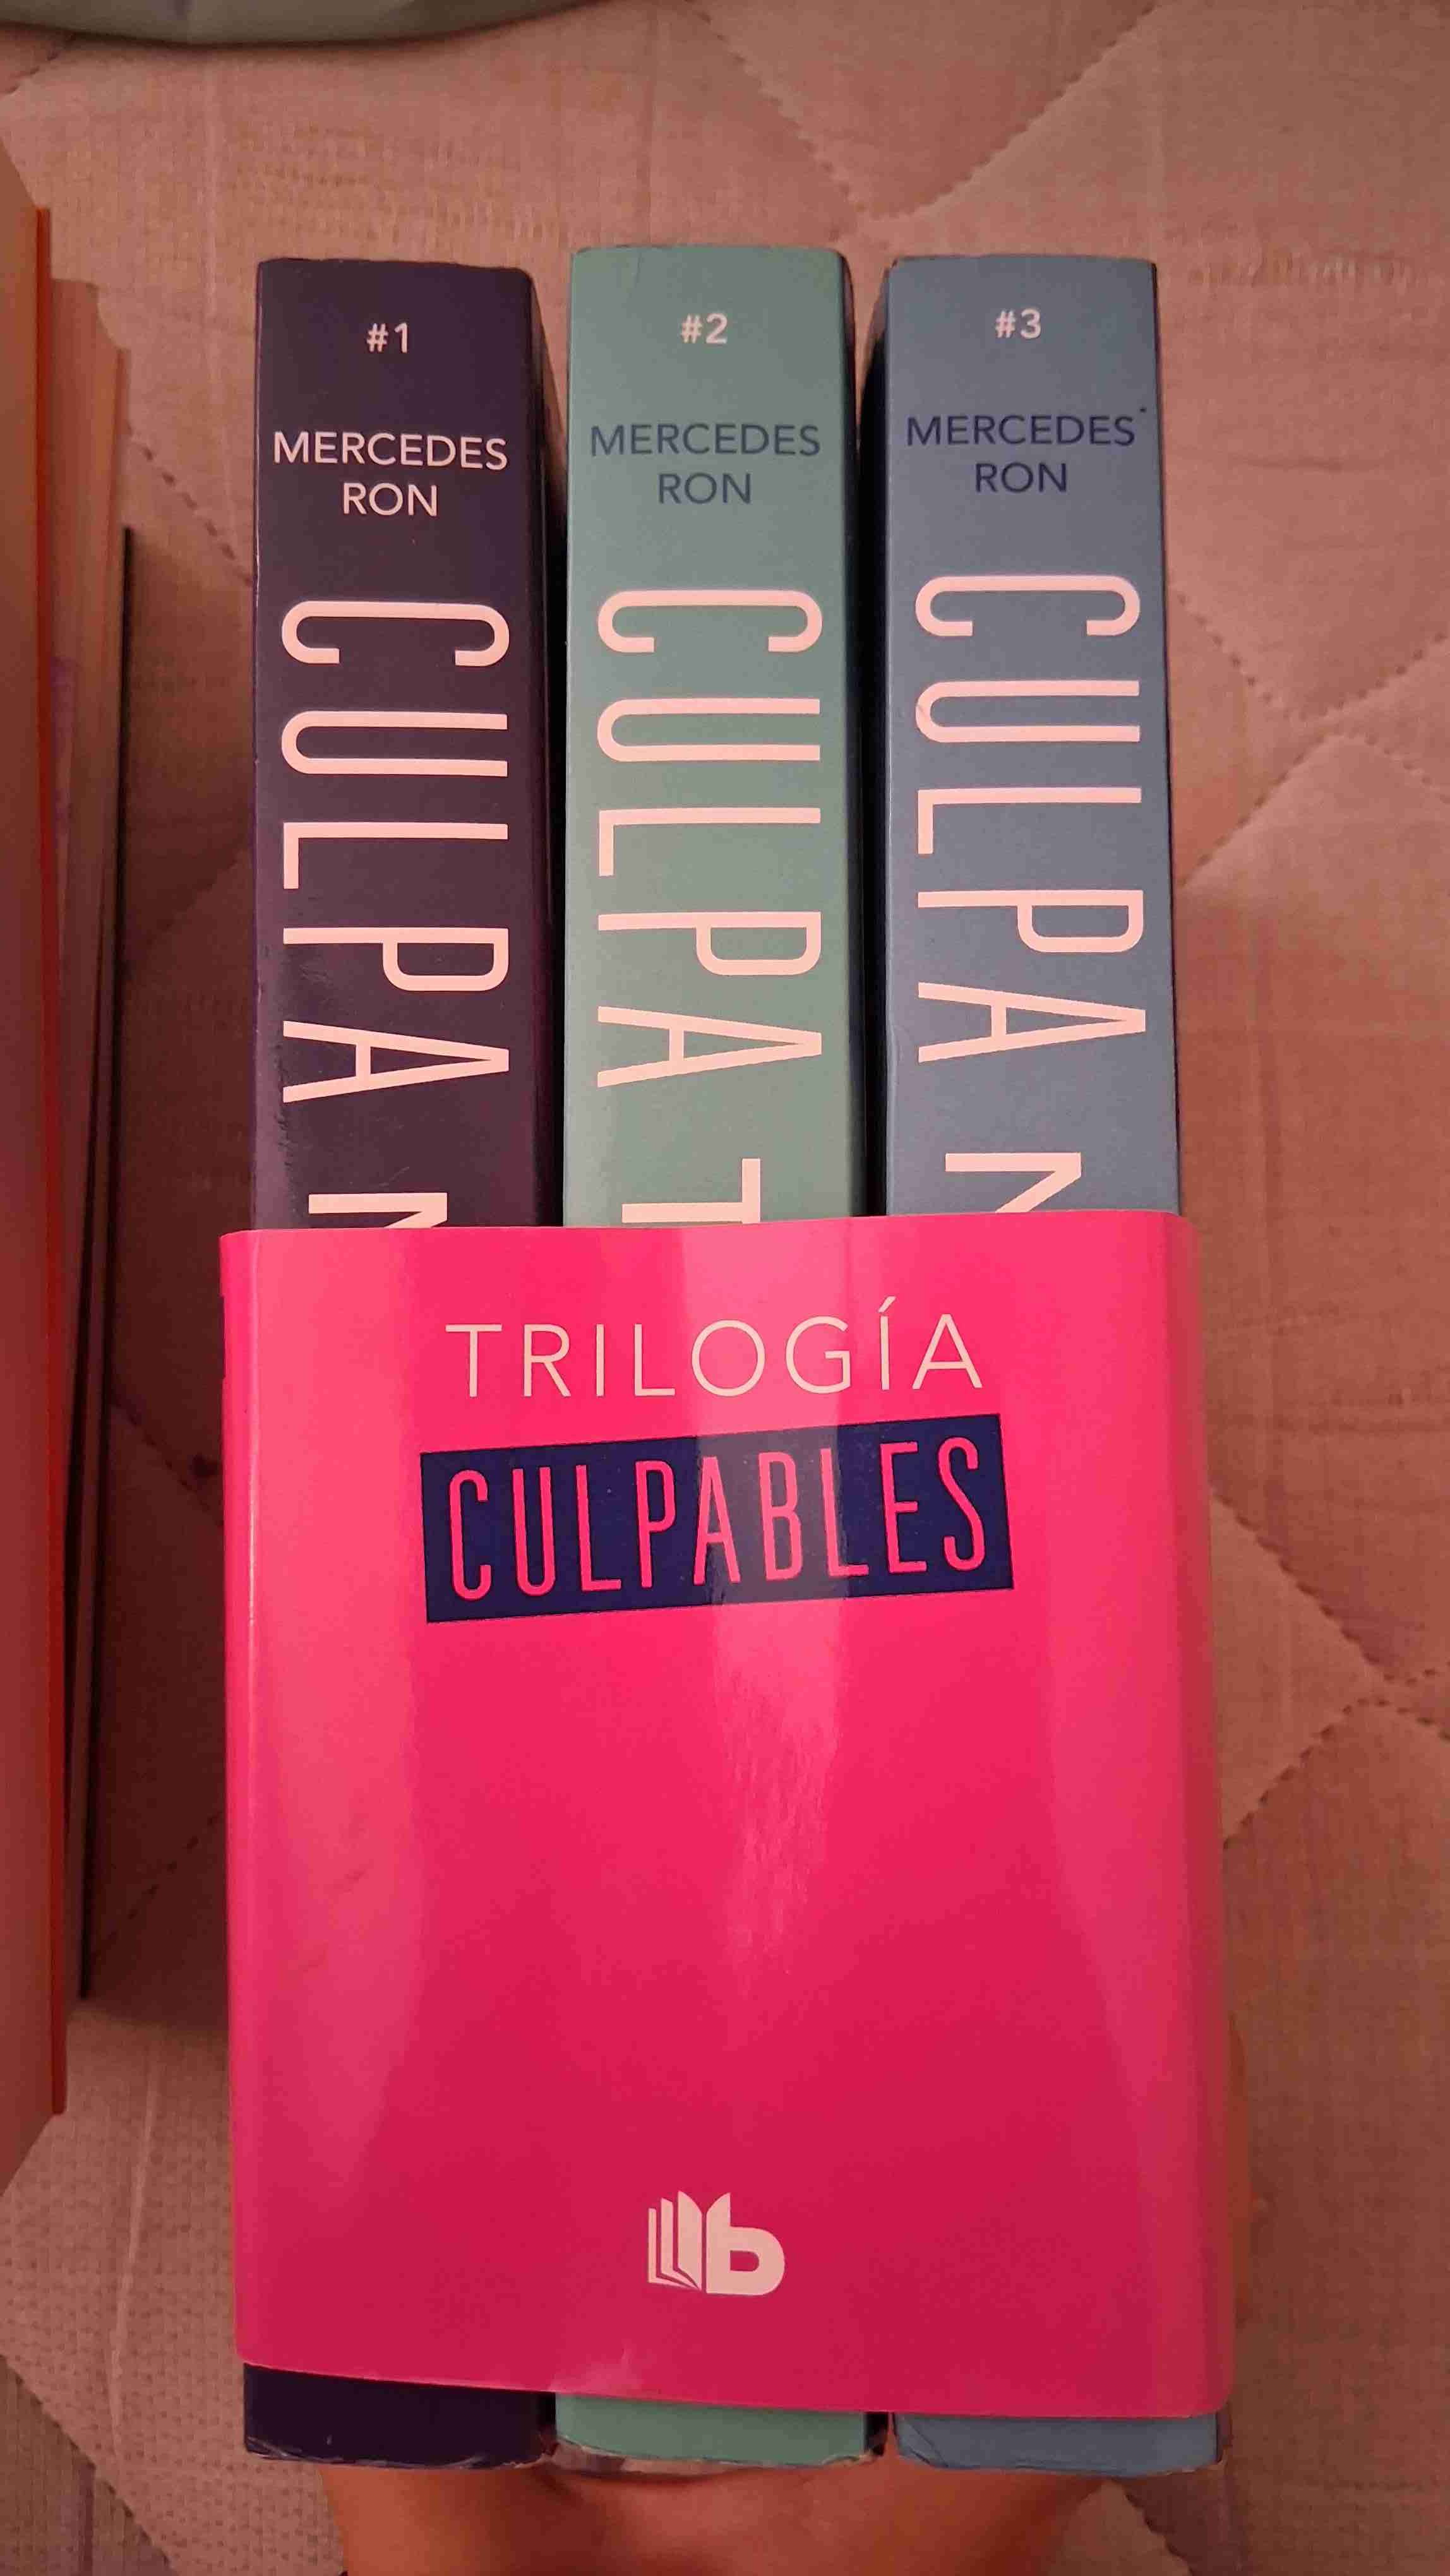 #1
MERCEDES
RON
CULPA
#2
MERCEDES
RON
CULPA
#3
MERCEDES
RON
CULPA
TRILOGÍA
CULPABLES
b